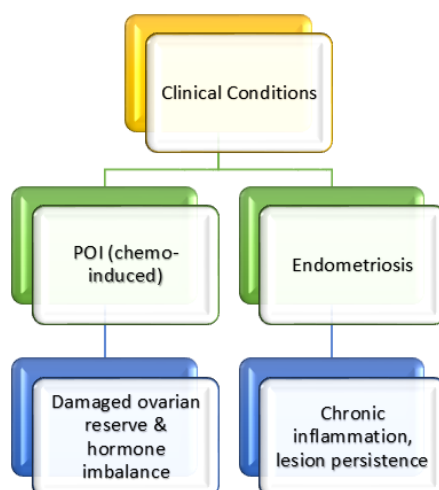 Clinical Conditions
POI (chemo-
induced)
Endometriosis
Damaged ovarian
reserve &
hormone
imbalance
Chronic
inflammation,
lesion persistence